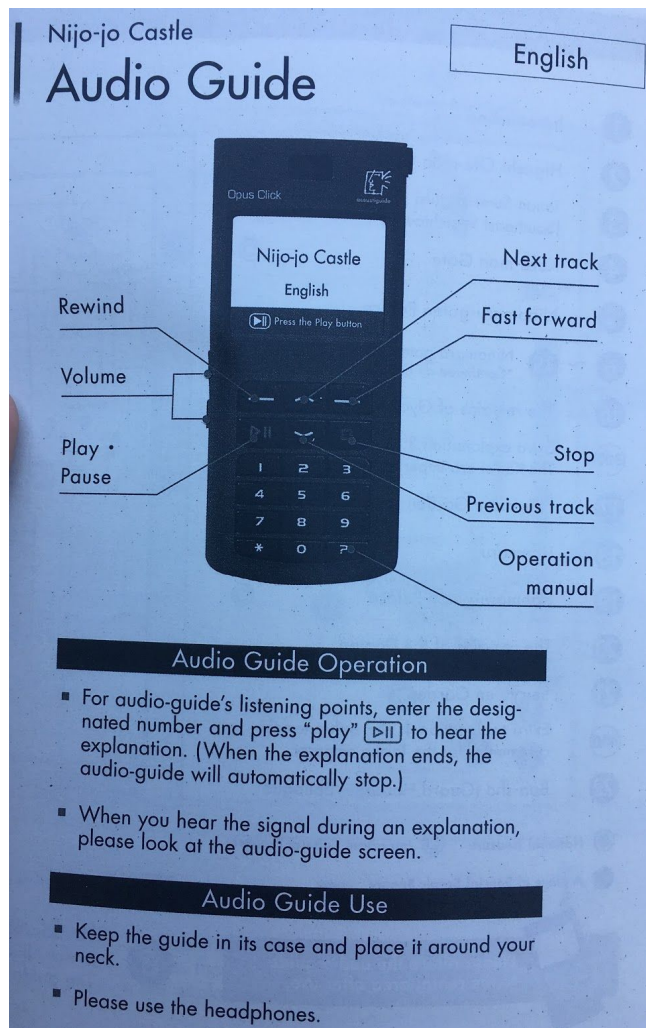 Nijo-jo Castle
Audio Guide
English
Opus Click
acoustiguide
Nijo-jo Castle
English
Press the Play button
Next track
Fast forward
Rewind
Volume
Play •
Pause
Stop
Previous track
Operation
manual
1 2 3
4 5 6
7 8 9
* 0 ?
Audio Guide Operation
▪ For audio-guide's listening points, enter the desig-
nated number and press "play" to hear the
explanation. (When the explanation ends, the
audio-guide will automatically stop.)
▪ When you hear the signal during an explanation,
please look at the audio-guide screen.
Audio Guide Use
▪ Keep the guide in its case and place it around your
neck.
▪ Please use the headphones.